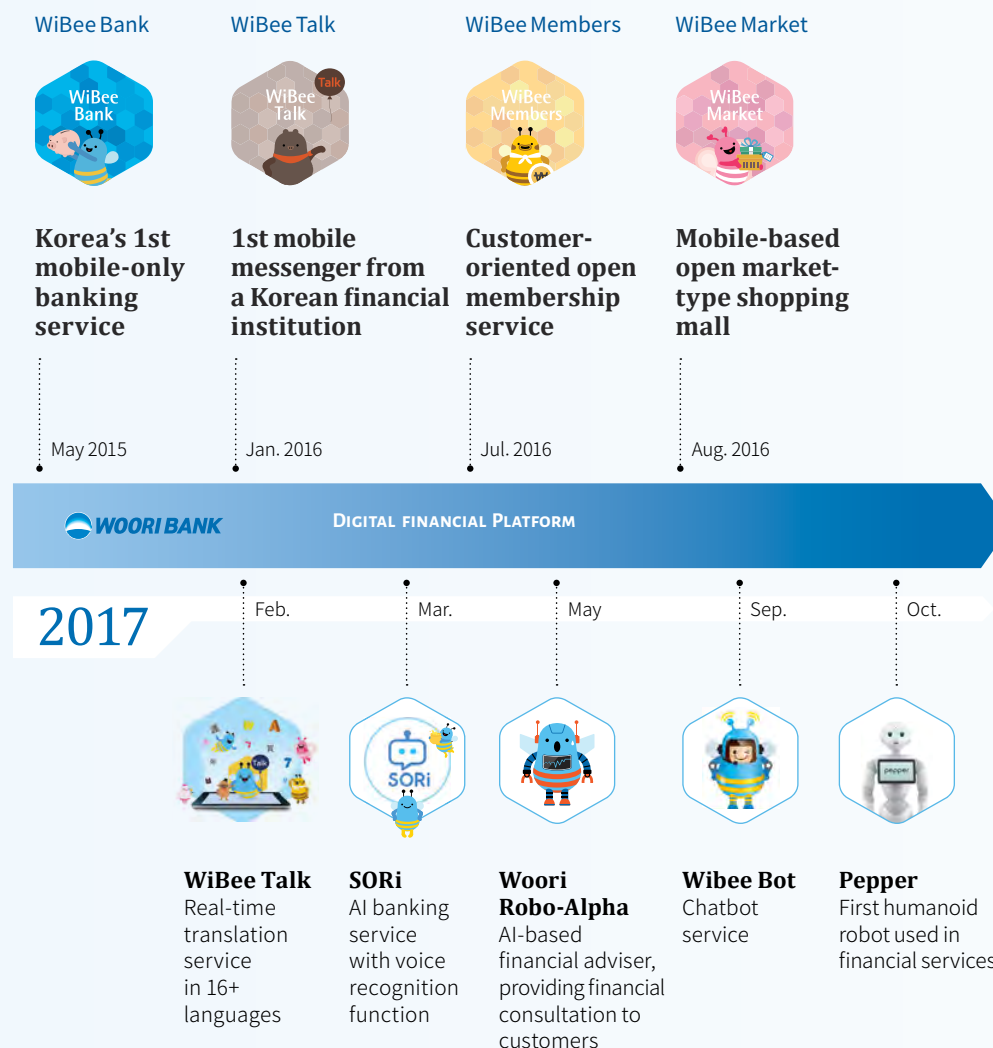 WiBee Bank
WiBee Talk
WiBee Members
WiBee Market
WiBee
Bank
Talk
WiBee
Talk
WiBee
Members
WiBee
Market
Korea's 1st
mobile-only
banking
service
1st mobile
messenger from
a Korean financial
institution
Customer-
oriented open
membership
service
Mobile-based
open market-
type shopping
mall
May 2015
Jan. 2016
Jul. 2016
Aug. 2016
WOORI BANK
DIGITAL FINANCIAL PLATFORM
2017
Feb.
Mar.
May
Sep.
Oct.
Talk
7
SORi
pepper
WiBee Talk
Real-time
translation
service
in 16+
languages
SORi
AI banking
service
with voice
recognition
function
Woori
Robo-Alpha
AI-based
financial adviser,
providing financial
consultation to
customers
Wibee Bot
Chatbot
service
Pepper
First humanoid
robot used in
financial services